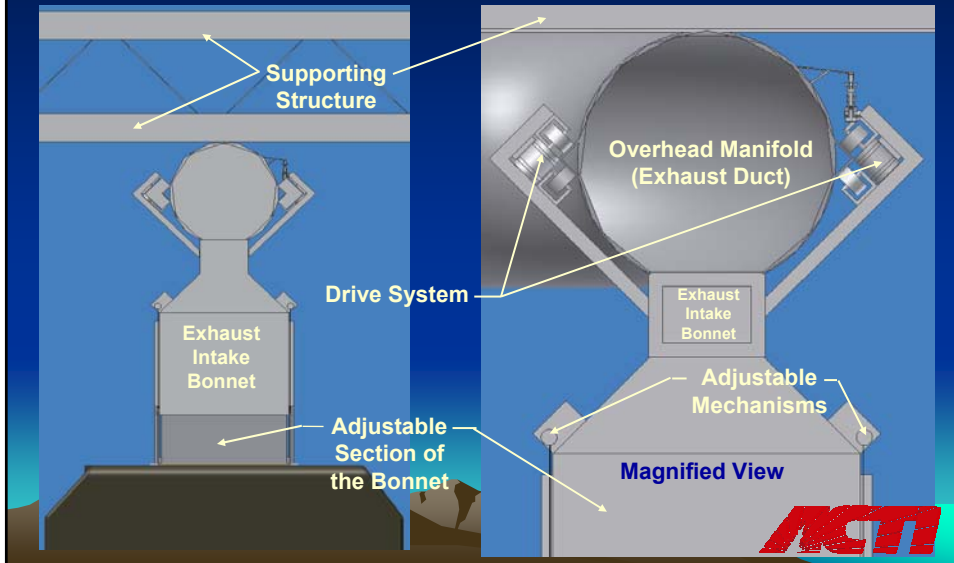 Supporting
Structure
Overhead Manifold
(Exhaust Duct)
Drive System
Exhaust
Intake
Bonnet
Exhaust
Intake
Bonnet
Adjustable
Mechanisms
Adjustable
Section of
the Bonnet
Magnified View
ACTI